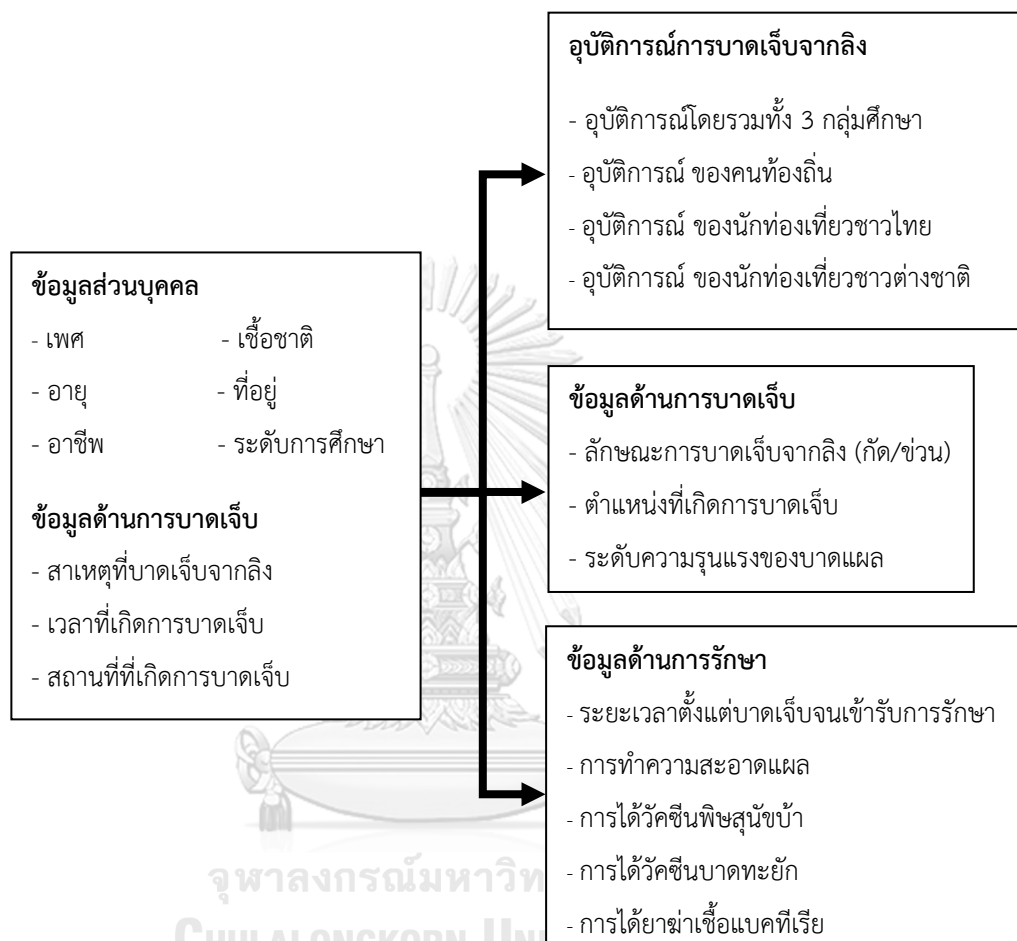 อุบัติการณ์การบาดเจ็บจากลิง
- อุบัติการณ์โดยรวมทั้ง 3 กลุ่มศึกษา
- อุบัติการณ์ ของคนท้องถิ่น
- อุบัติการณ์ ของนักท่องเที่ยวชาวไทย
- อุบัติการณ์ ของนักท่องเที่ยวชาวต่างชาติ
ข้อมูลส่วนบุคคล
- เพศ - เชื้อชาติ
- อายุ - ที่อยู่
- อาชีพ - ระดับการศึกษา
ข้อมูลด้านการบาดเจ็บ
- สาเหตุที่บาดเจ็บจากลิง
- เวลาที่เกิดการบาดเจ็บ
- สถานที่ที่เกิดการบาดเจ็บ
ข้อมูลด้านการบาดเจ็บ
- ลักษณะการบาดเจ็บจากลิง (กัด/ข่วน)
- ตำแหน่งที่เกิดการบาดเจ็บ
- ระดับความรุนแรงของบาดแผล
ข้อมูลด้านการรักษา
- ระยะเวลาตั้งแต่บาดเจ็บจนเข้ารับการรักษา
- การทำความสะอาดแผล
- การได้วัคซีนพิษสุนัขบ้า
- การได้วัคซีนบาดทะยัก
- การได้ยาฆ่าเชื้อแบคทีเรีย
จุฬาลงกรณ์มหาวิท
CHULALONGKORN UNI